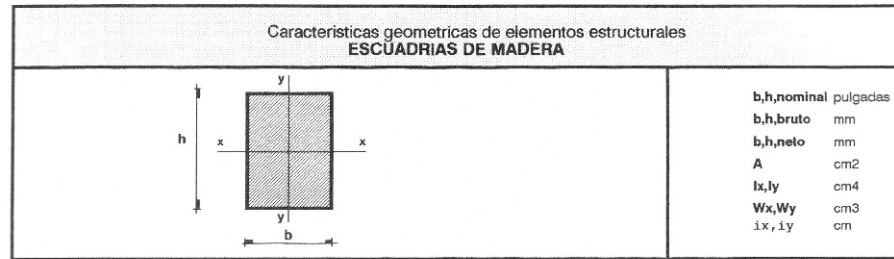 Características geometricas de elementos estructurales
ESCUADRIAS DE MADERA
y
h
x
x
y
b
b,h,nominal pulgadas
b,h,bruto mm
b,h,neto mm
A cm2
Ix,Iy cm4
Wx,Wy cm3
ix,iy cm